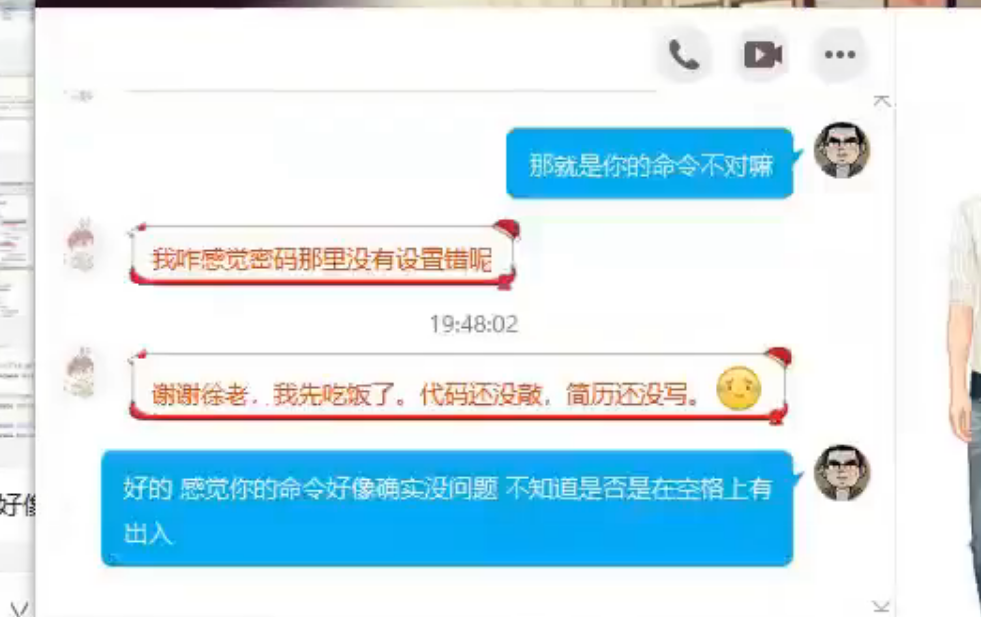 那就是你的命令不对嘛
我咋感觉密码那里没有设置错呢
19:48:02
谢谢徐老，我先吃饭了。代码还没敲，简历还没写。
好的 感觉你的命令好像确实没问题 不知道是否是在空格上有
出入
好像